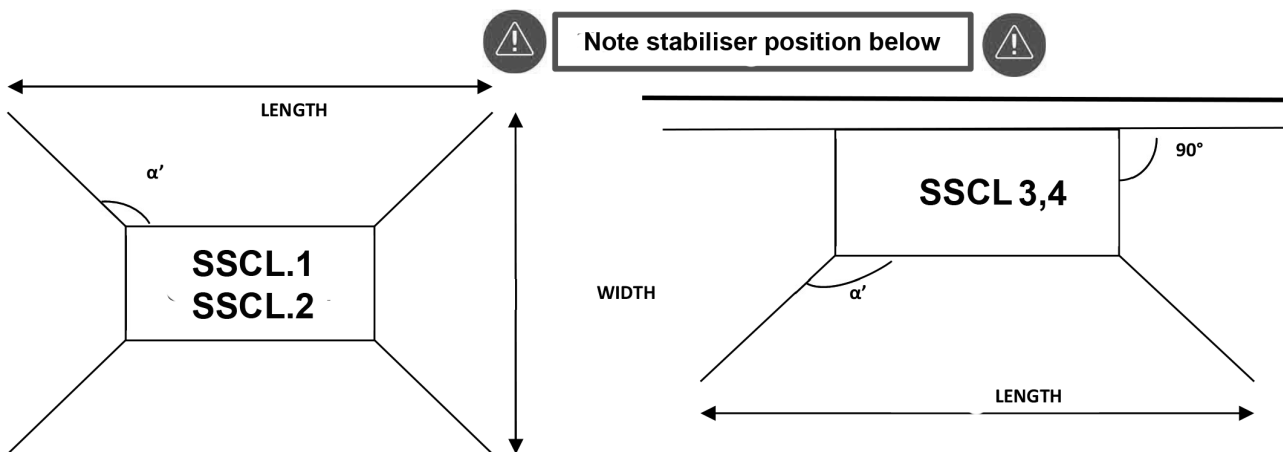 Note stabiliser position below
LENGTH
α’
SSCL.1
SSCL.2
WIDTH
90°
SSCL 3,4
α’
LENGTH